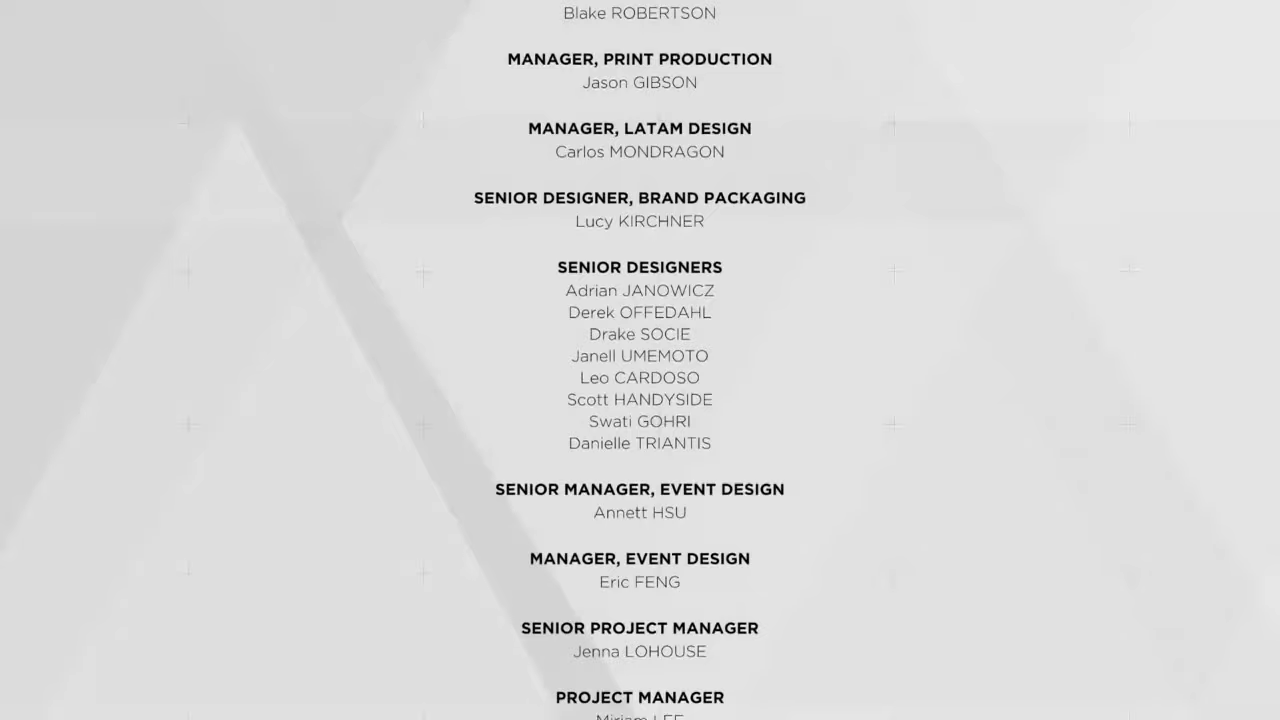 Blake ROBERTSON
MANAGER, PRINT PRODUCTION
Jason GIBSON
MANAGER, LATAM DESIGN
Carlos MONDRAGON
SENIOR DESIGNER, BRAND PACKAGING
Lucy KIRCHNER
SENIOR DESIGNERS
Adrian JANOWICZ
Derek OFFEDAHL
Drake SOCIE
Janell UMEMOTO
Leo CARDOSO
Scott HANDYSIDE
Swati GOHRI
Danielle TRIANTIS
SENIOR MANAGER, EVENT DESIGN
Annett HSU
MANAGER, EVENT DESIGN
Eric FENG
SENIOR PROJECT MANAGER
Jenna LOHOUSE
PROJECT MANAGER
Miriam LEE